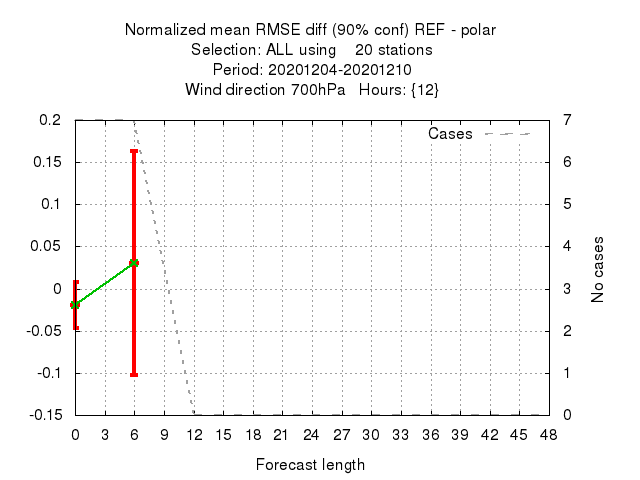 Normalized mean RMSE diff (90% conf) REF - polar
Selection: ALL using 20 stations
Period: 20201204-20201210
Wind direction 700hPa Hours: {12}
Cases
0.2
0.15
0.1
0.05
0
-0.05
-0.1
-0.15
7
6
5
4
3
2
1
0
No cases
0 3 6 9 12 15 18 21 24 27 30 33 36 39 42 45 48
Forecast length